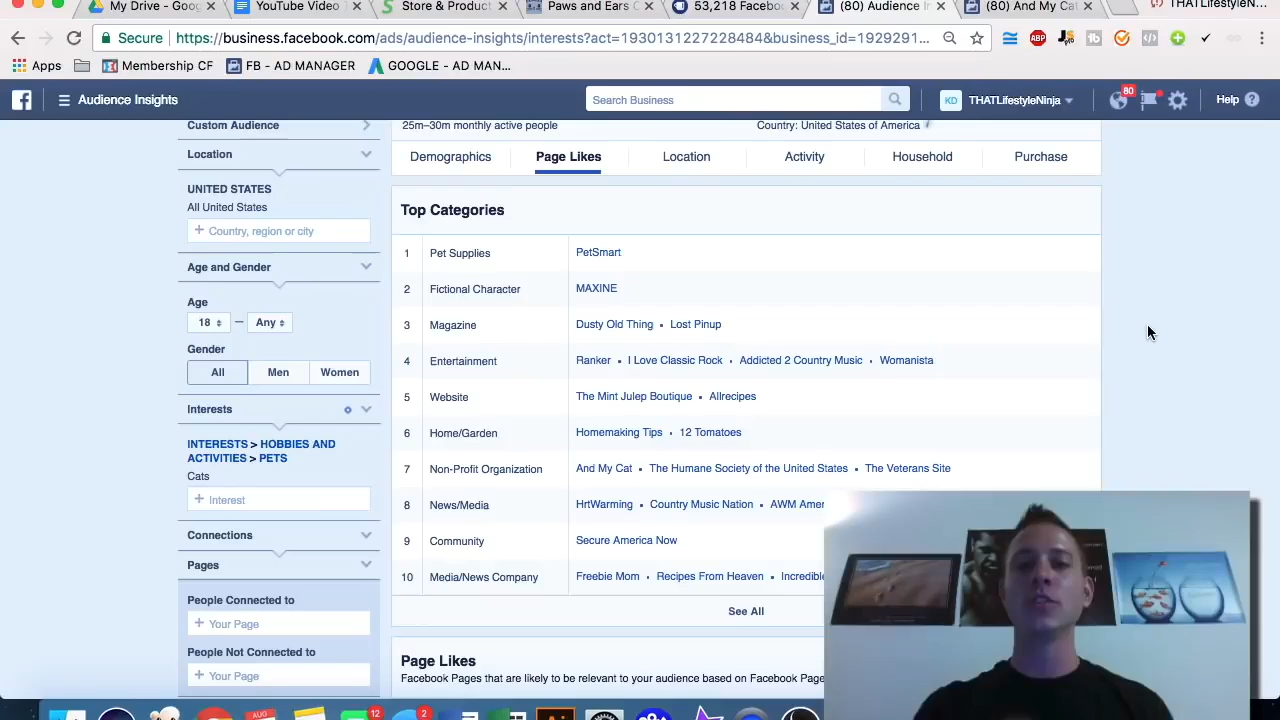 My Drive - Goog
YouTube Video
Store & Product
Paws and Ears C
53,218 Faceboo
(80) Audience In
(80) And My Cat
THATLifestyleN...
Secure https://business.facebook.com/ads/audience-insights/interests?act=1930131227228484&business_id=1929291...
Apps Membership CF FB - AD MANAGER GOOGLE - AD MAN...
Audience Insights Search Business KD THATLifestyleNinja 80 Help
Custom Audience
25m–30m monthly active people Country: United States of America
Location
Demographics Page Likes Location Activity Household Purchase
UNITED STATES
All United States
Country, region or city
Age and Gender
Age
18 — Any
Gender
All Men Women
Interests
INTERESTS > HOBBIES AND
ACTIVITIES > PETS
Cats
+ Interest
Connections
Pages
People Connected to
+ Your Page
People Not Connected to
+ Your Page
Top Categories
1 Pet Supplies PetSmart
2 Fictional Character MAXINE
3 Magazine Dusty Old Thing • Lost Pinup
4 Entertainment Ranker • I Love Classic Rock • Addicted 2 Country Music • Womanista
5 Website The Mint Julep Boutique • Allrecipes
6 Home/Garden Homemaking Tips • 12 Tomatoes
7 Non-Profit Organization And My Cat • The Humane Society of the United States • The Veterans Site
8 News/Media HrtWarming • Country Music Nation • AWM Amer
9 Community Secure America Now
10 Media/News Company Freebie Mom • Recipes From Heaven • Incredible
See All
Page Likes
Facebook Pages that are likely to be relevant to your audience based on Facebook Page
AUG
12
2